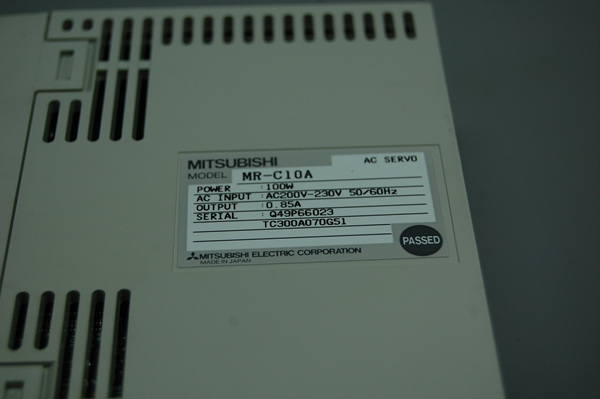 MITSUBISHI AC SERVO
MODEL MR-C10A
POWER : 100W
AC INPUT : AC200V-230V 50/60Hz
OUTPUT : 0.85A
SERIAL : Q49P66023
TC300A070G51
PASSED
MITSUBISHI ELECTRIC CORPORATION
MADE IN JAPAN